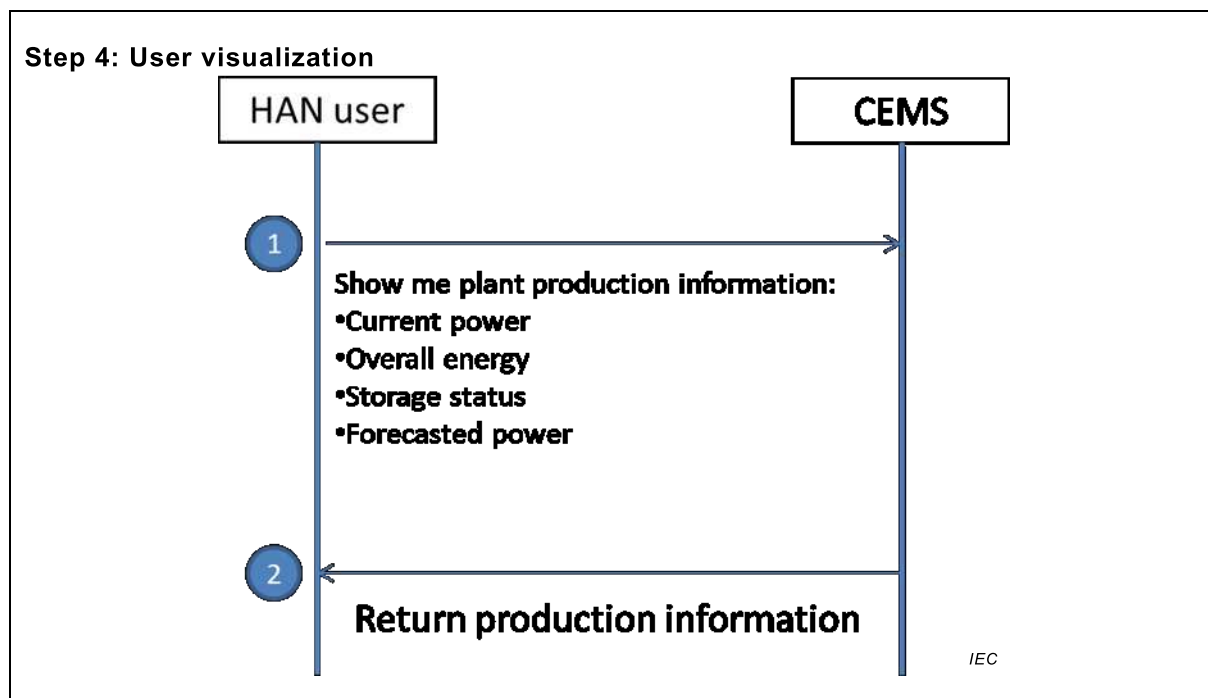 Step 4: User visualization
HAN user
CEMS
1
Show me plant production information:
•Current power
•Overall energy
•Storage status
•Forecasted power
2
Return production information
IEC